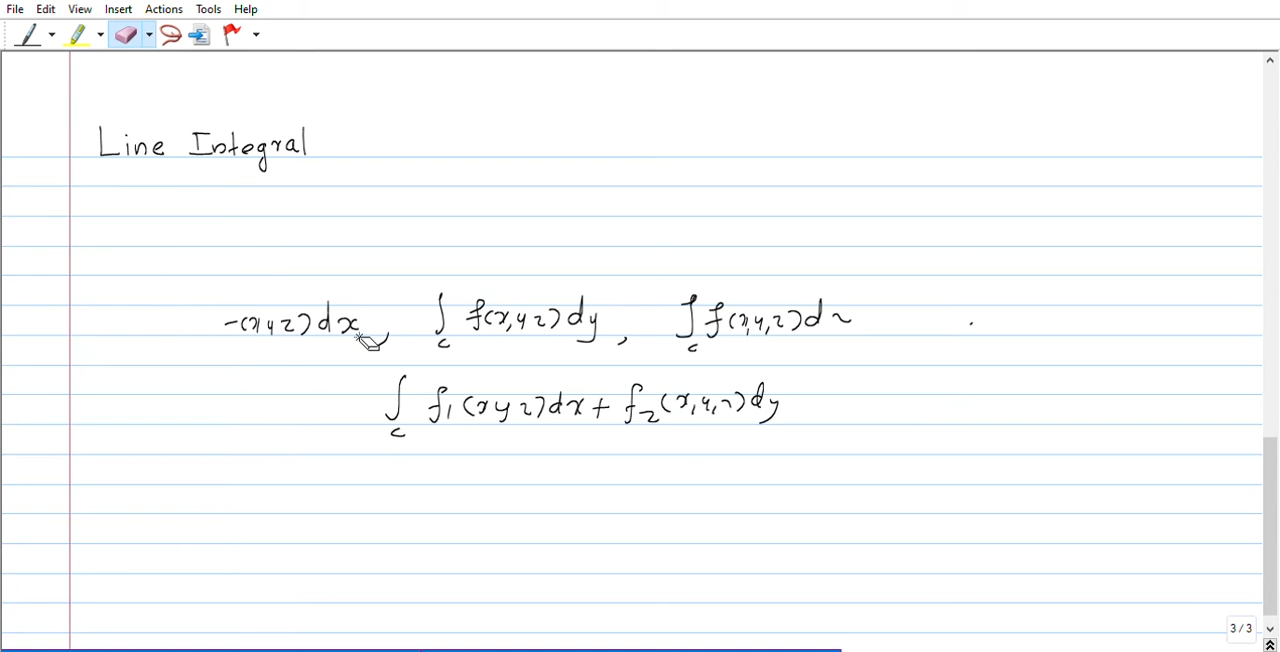 File Edit View Insert Actions Tools Help
Line Integral
-(x y z) dx, ∫c f(x, y z) dy, ∫c f(x, y, z) dz .
∫c f1 (x y z) dx + f2 (x, y, z) dy
3 / 3